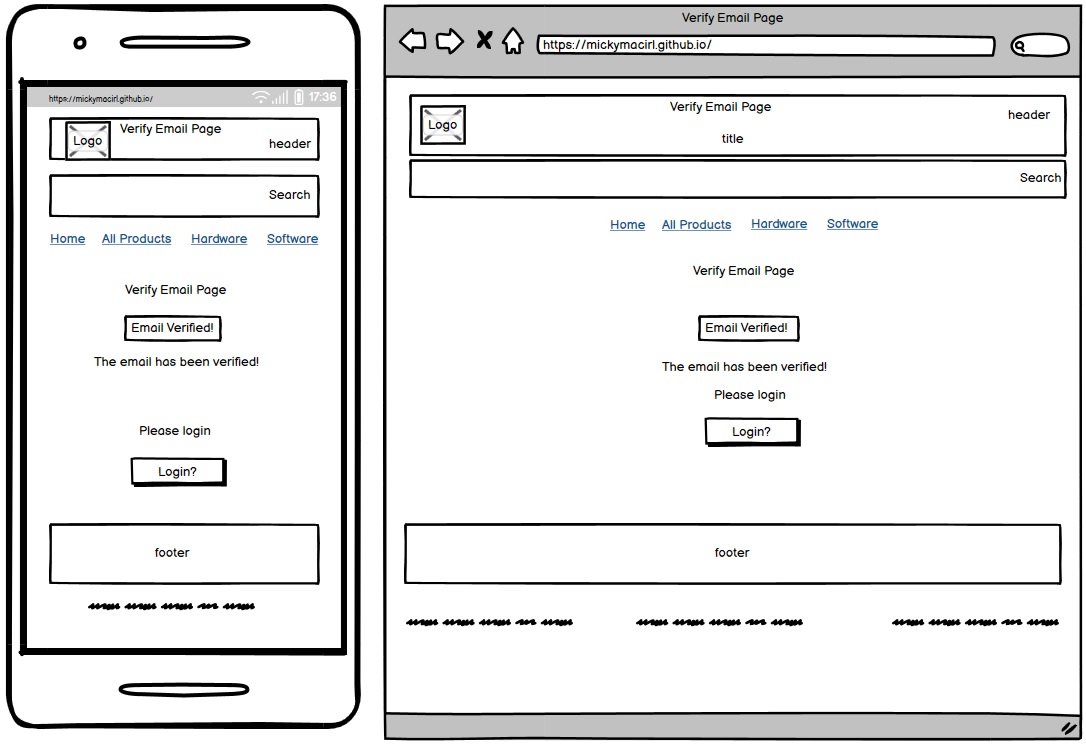 https://mickymacirl.github.io/ 17:36
Logo Verify Email Page
header
Search
Home All Products Hardware Software
Verify Email Page
Email Verified!
The email has been verified!
Please login
Login?
footer
Verify Email Page
https://mickymacirl.github.io/
Logo Verify Email Page header
title
Search
Home All Products Hardware Software
Verify Email Page
Email Verified!
The email has been verified!
Please login
Login?
footer